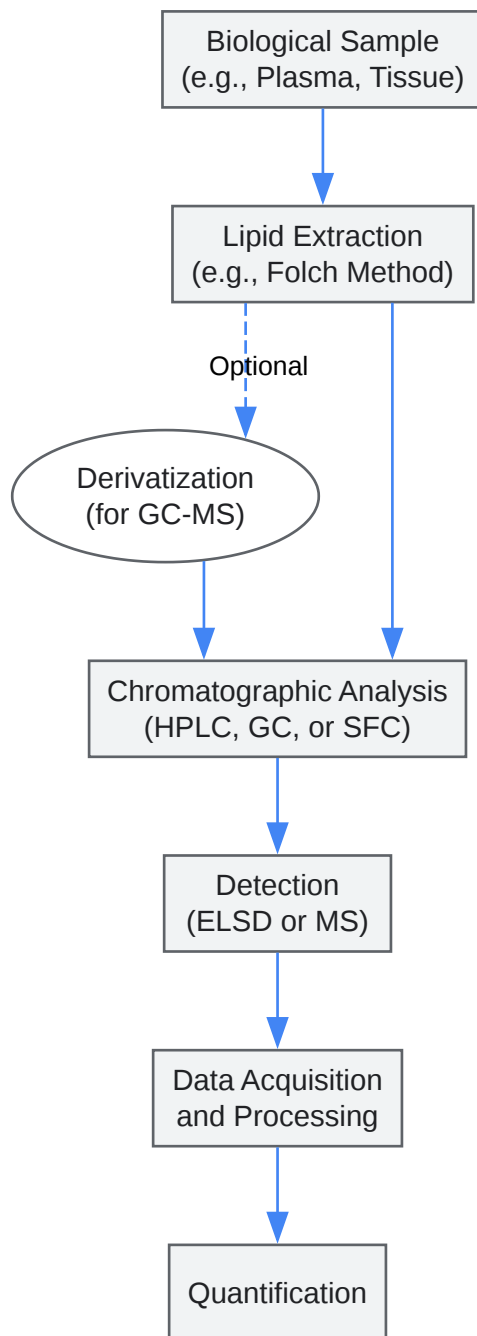 Biological Sample
(e.g., Plasma, Tissue)
Lipid Extraction
(e.g., Folch Method)
Optional
Derivatization
(for GC-MS)
Chromatographic Analysis
(HPLC, GC, or SFC)
Detection
(ELSD or MS)
Data Acquisition
and Processing
Quantification